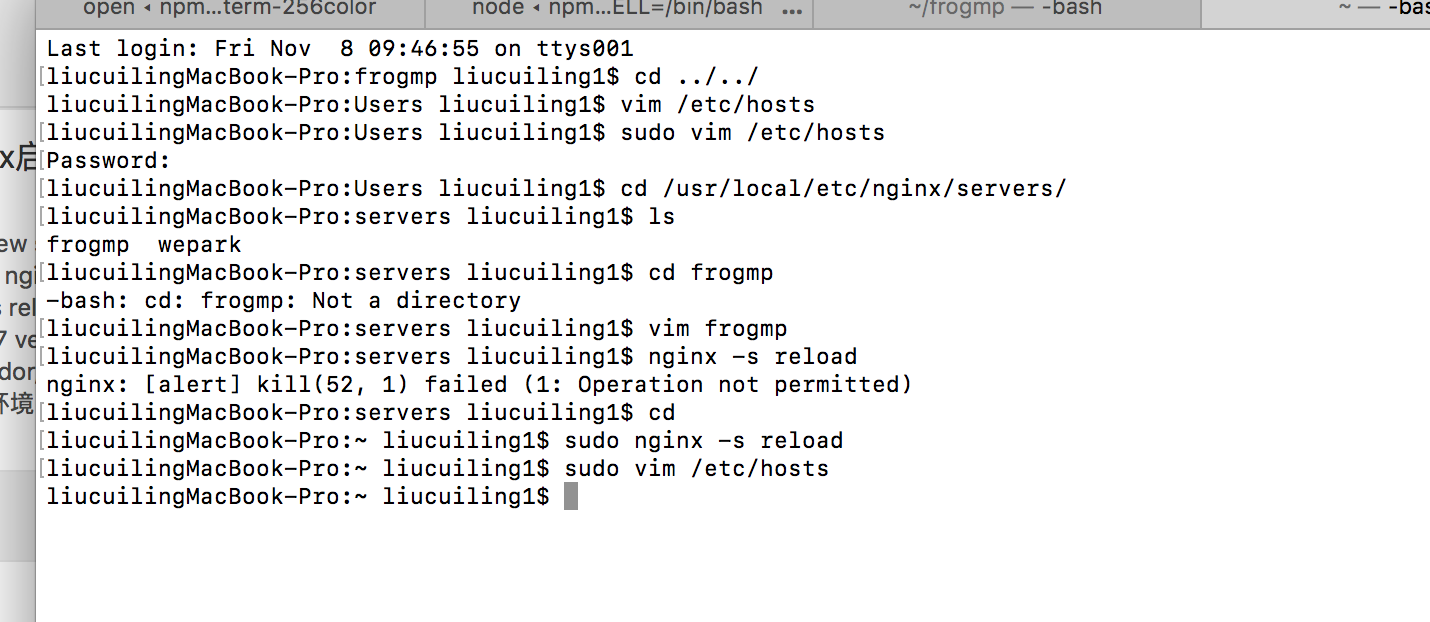 open ◂ npm...term-256color
node ◂ npm...ELL=/bin/bash ...
~/frogmp — -bash
~ — -bas
Last login: Fri Nov  8 09:46:55 on ttys001
liucuilingMacBook-Pro:frogmp liucuiling1$ cd ../../
liucuilingMacBook-Pro:Users liucuiling1$ vim /etc/hosts
liucuilingMacBook-Pro:Users liucuiling1$ sudo vim /etc/hosts
Password:
liucuilingMacBook-Pro:Users liucuiling1$ cd /usr/local/etc/nginx/servers/
liucuilingMacBook-Pro:servers liucuiling1$ ls
frogmp  wepark
liucuilingMacBook-Pro:servers liucuiling1$ cd frogmp
-bash: cd: frogmp: Not a directory
liucuilingMacBook-Pro:servers liucuiling1$ vim frogmp
liucuilingMacBook-Pro:servers liucuiling1$ nginx -s reload
nginx: [alert] kill(52, 1) failed (1: Operation not permitted)
liucuilingMacBook-Pro:servers liucuiling1$ cd
liucuilingMacBook-Pro:~ liucuiling1$ sudo nginx -s reload
liucuilingMacBook-Pro:~ liucuiling1$ sudo vim /etc/hosts
liucuilingMacBook-Pro:~ liucuiling1$
x启
ew
ngi
rel
7 ve
dor
环境